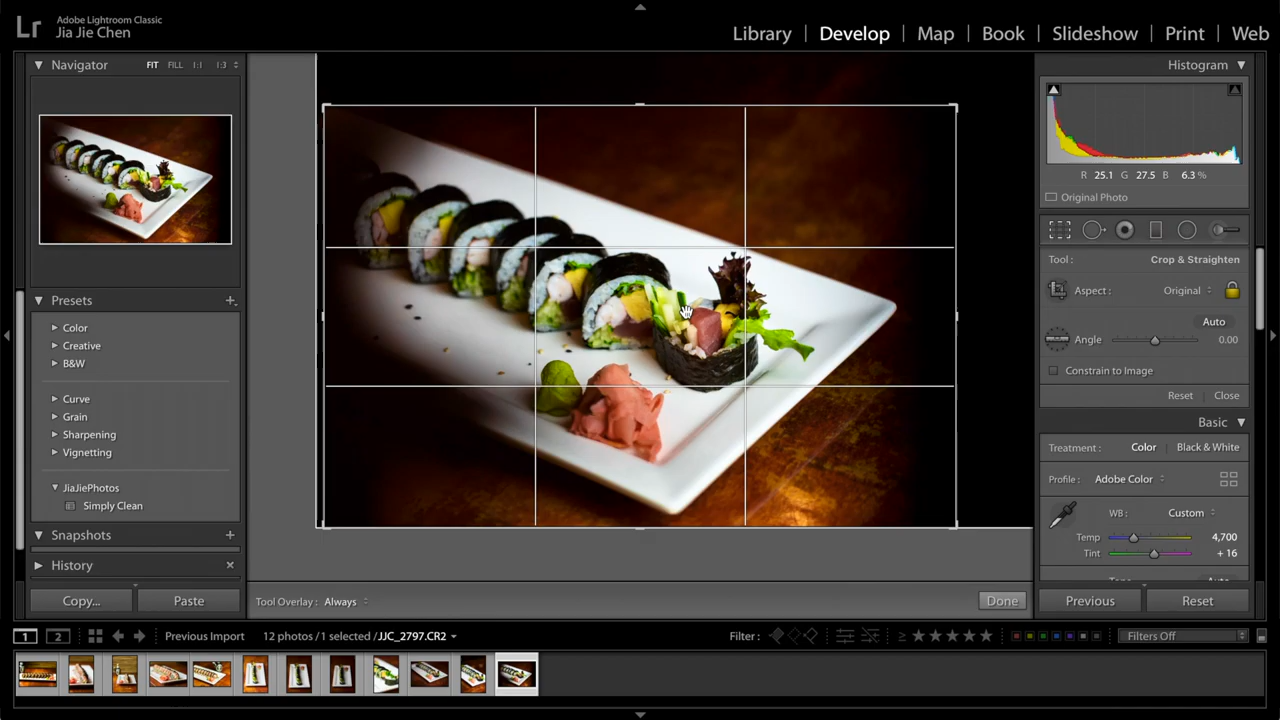 Lr
Adobe Lightroom Classic
Jia Jie Chen
Library | Develop | Map | Book | Slideshow | Print | Web
Navigator FIT FILL 1:1 1:3
Presets +
Color
Creative
B&W
Curve
Grain
Sharpening
Vignetting
JiaJiePhotos
Simply Clean
Snapshots +
History ×
Copy... Paste
Tool Overlay : Always Done
Histogram
R 25.1 G 27.5 B 6.3 %
Original Photo
Tool : Crop & Straighten
Aspect : Original
Auto
Angle 0.00
Constrain to Image
Reset Close
Basic
Treatment : Color Black & White
Profile : Adobe Color
WB : Custom
Temp 4,700
Tint + 16
Previous Reset
1 2 Previous Import 12 photos / 1 selected / JJC_2797.CR2 Filter : ≥ ★★★★★ Filters Off